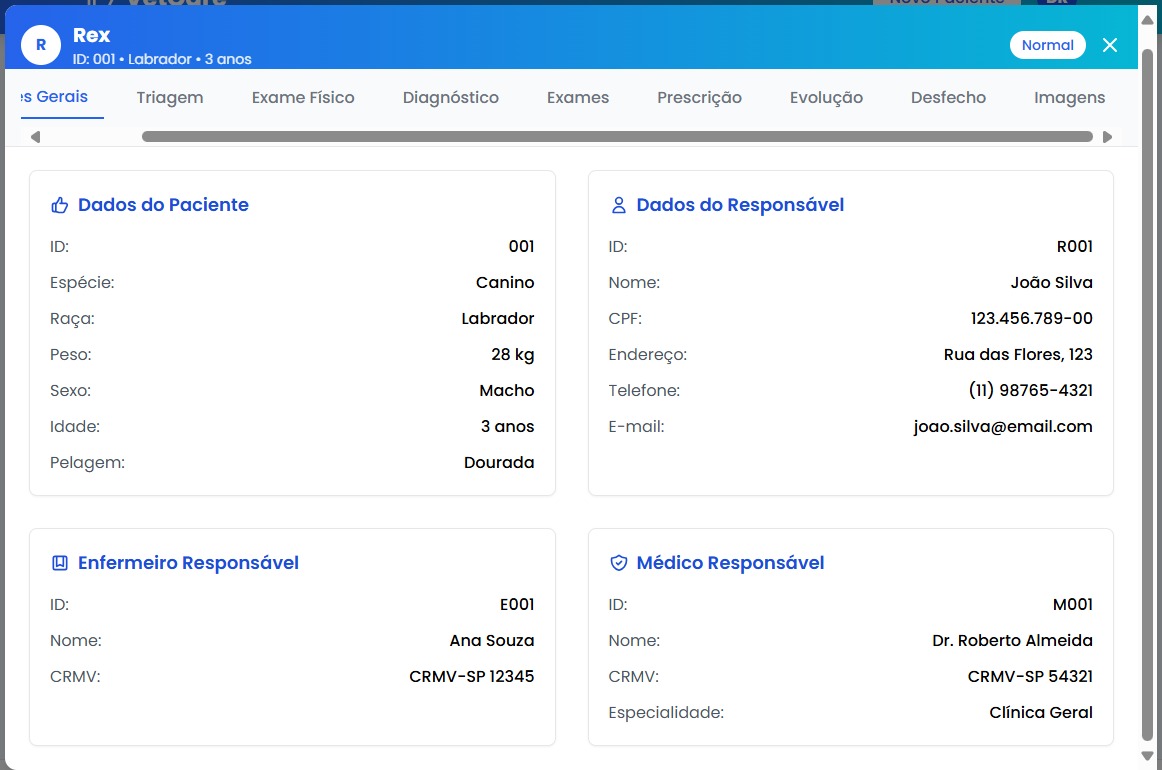 R
Rex
ID: 001 • Labrador • 3 anos
Normal
es Gerais
Triagem
Exame Físico
Diagnóstico
Exames
Prescrição
Evolução
Desfecho
Imagens
Dados do Paciente
ID: 001
Espécie: Canino
Raça: Labrador
Peso: 28 kg
Sexo: Macho
Idade: 3 anos
Pelagem: Dourada
Dados do Responsável
ID: R001
Nome: João Silva
CPF: 123.456.789-00
Endereço: Rua das Flores, 123
Telefone: (11) 98765-4321
E-mail: joao.silva@email.com
Enfermeiro Responsável
ID: E001
Nome: Ana Souza
CRMV: CRMV-SP 12345
Médico Responsável
ID: M001
Nome: Dr. Roberto Almeida
CRMV: CRMV-SP 54321
Especialidade: Clínica Geral